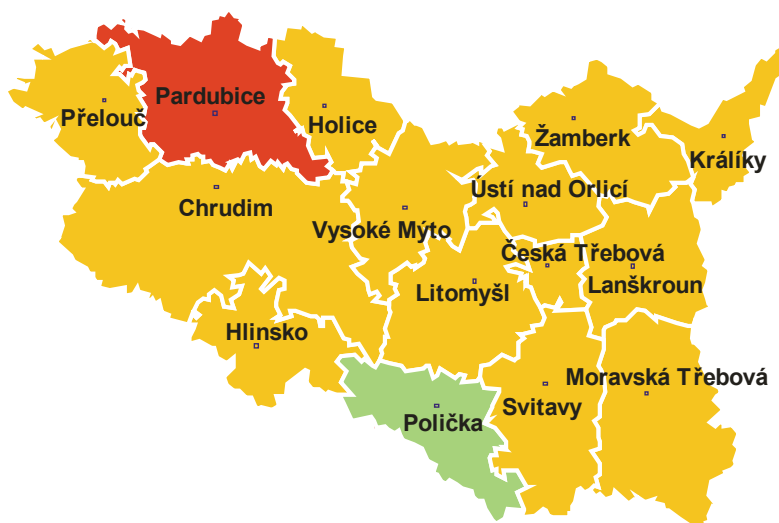 Pardubice
Přelouč
Holice
Žamberk
Králíky
Ústí nad Orlicí
Chrudim
Vysoké Mýto
Česká Třebová
Lanškroun
Litomyšl
Hlinsko
Moravská Třebová
Svitavy
Polička